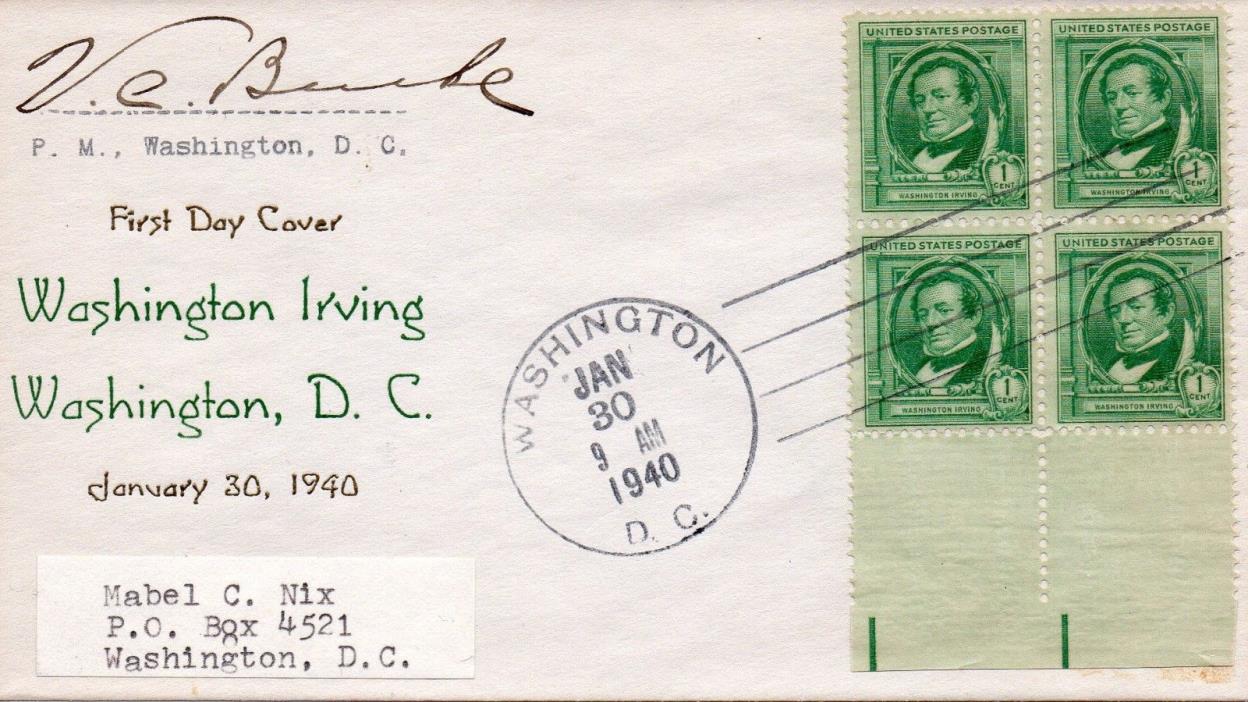 V. C. Burke
P. M., Washington, D. C.
First Day Cover
Washington Irving
Washington, D. C.
January 30, 1940
Mabel C. Nix
P.O. Box 4521
Washington, D.C.
WASHINGTON
JAN
30
9 AM
1940
D. C.
UNITED STATES POSTAGE
1
CENT
WASHINGTON IRVING
UNITED STATES POSTAGE
1
CENT
WASHINGTON IRVING
UNITED STATES POSTAGE
1
CENT
WASHINGTON IRVING
UNITED STATES POSTAGE
1
CENT
WASHINGTON IRVING